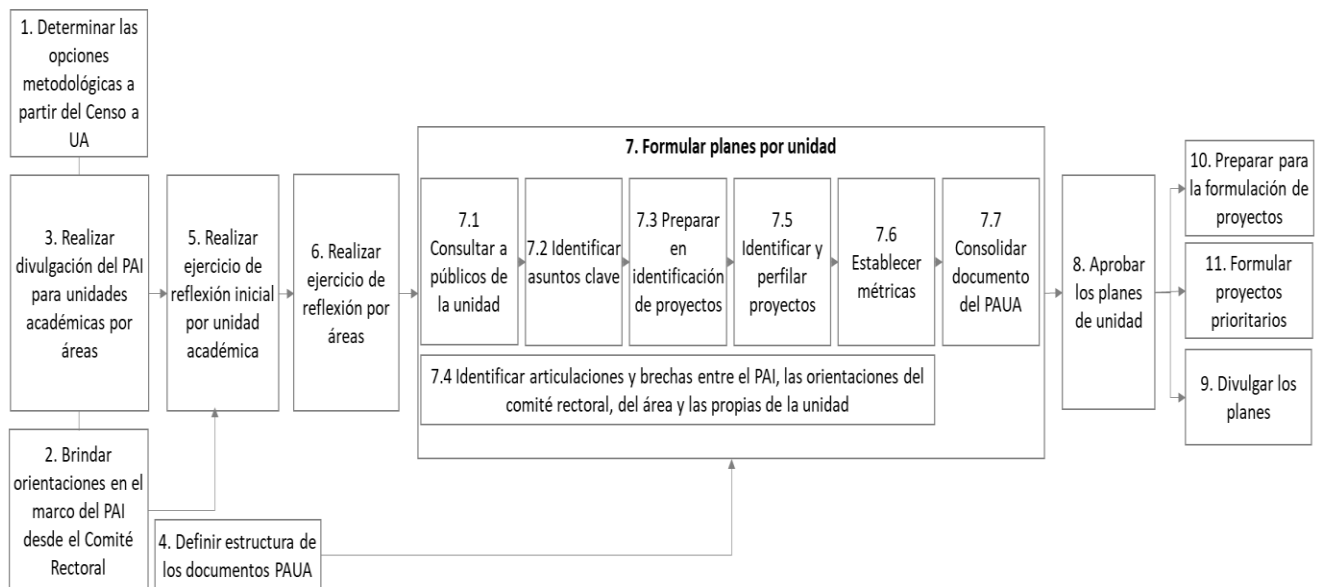 1. Determinar las
opciones
metodológicas a
partir del Censo a
UA
3. Realizar
divulgación del PAI
para unidades
académicas por
áreas
2. Brindar
orientaciones en el
marco del PAI
desde el Comité
Rectoral
4. Definir estructura de
los documentos PAUA
5. Realizar
ejercicio de
reflexión inicial
por unidad
académica
6. Realizar
ejercicio de
reflexión por
áreas
7. Formular planes por unidad
7.1
Consultar a
públicos de
la unidad
7.2 Identificar
asuntos clave
7.3 Preparar
en
identificación
de proyectos
7.5
Identificar y
perfilar
proyectos
7.6
Establecer
métricas
7.7
Consolidar
documento
del PAUA
7.4 Identificar articulaciones y brechas entre el PAI, las orientaciones del
comité rectoral, del área y las propias de la unidad
8. Aprobar
los planes
de unidad
10. Preparar para
la formulación de
proyectos
11. Formular
proyectos
prioritarios
9. Divulgar los
planes